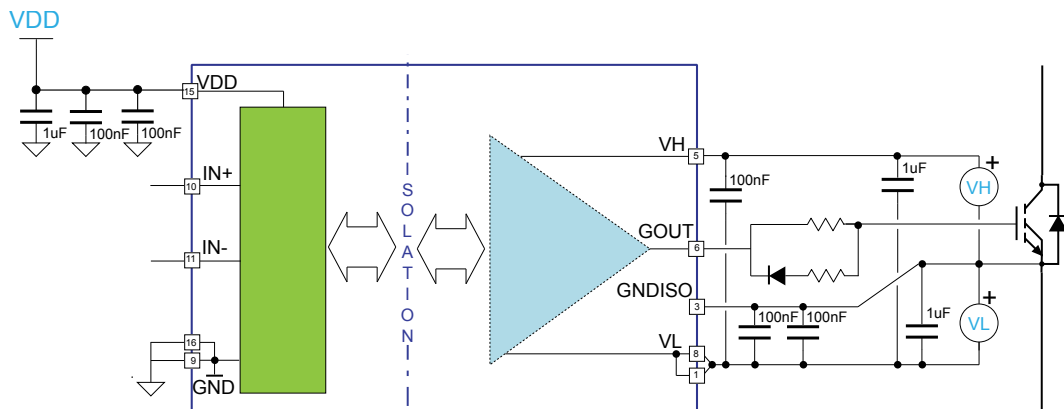 VDD
15
VDD
1uF
100nF
100nF
10
IN+
11
IN-
16
9
GND
ISOLATION
VH
5
100nF
1uF
+
VH
GOUT
6
GNDISO
3
100nF
100nF
1uF
+
VL
VL
8
1